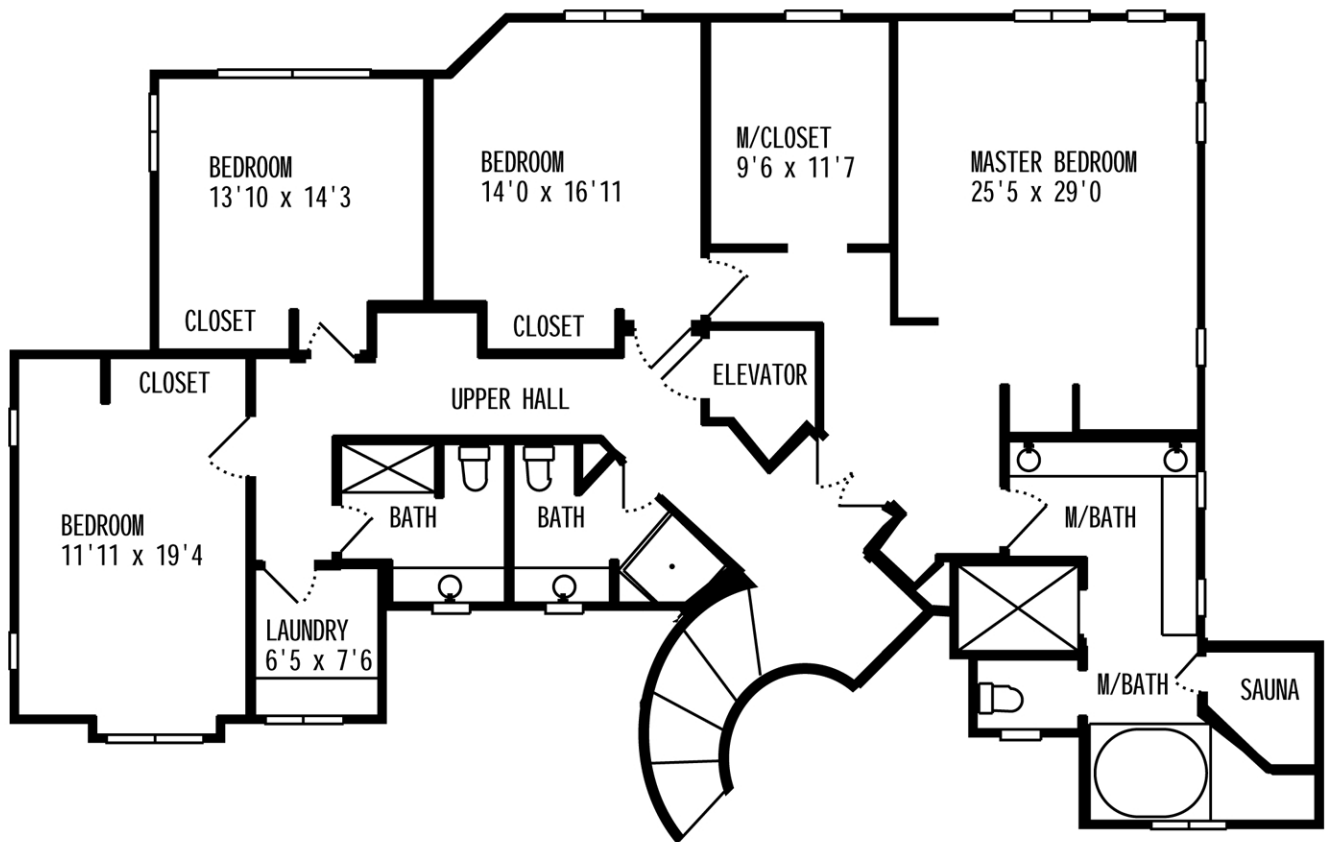 M/CLOSET
9'6 x 11'7
BEDROOM
13'10 x 14'3
BEDROOM
14'0 x 16'11
MASTER BEDROOM
25'5 x 29'0
CLOSET
CLOSET
CLOSET
ELEVATOR
UPPER HALL
BEDROOM
11'11 x 19'4
BATH
BATH
M/BATH
LAUNDRY
6'5 x 7'6
M/BATH
SAUNA